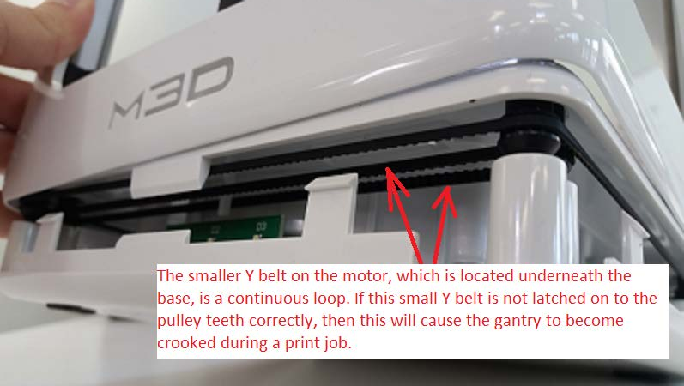 M3D
D2
D3
The smaller Y belt on the motor, which is located underneath the
base, is a continuous loop. If this small Y belt is not latched on to the
pulley teeth correctly, then this will cause the gantry to become
crooked during a print job.